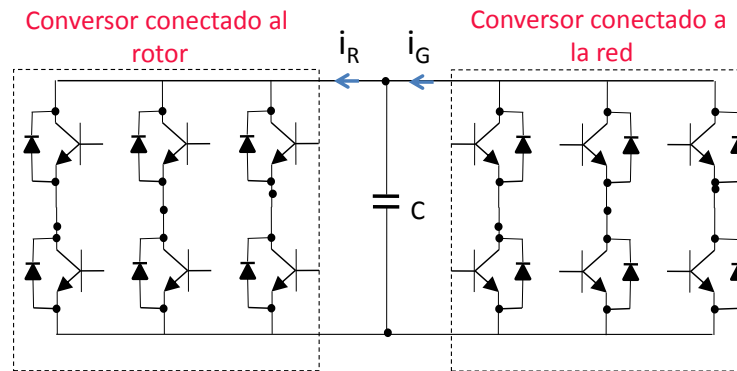 Conversor conectado al
rotor
i_R
i_G
Conversor conectado a
la red
C